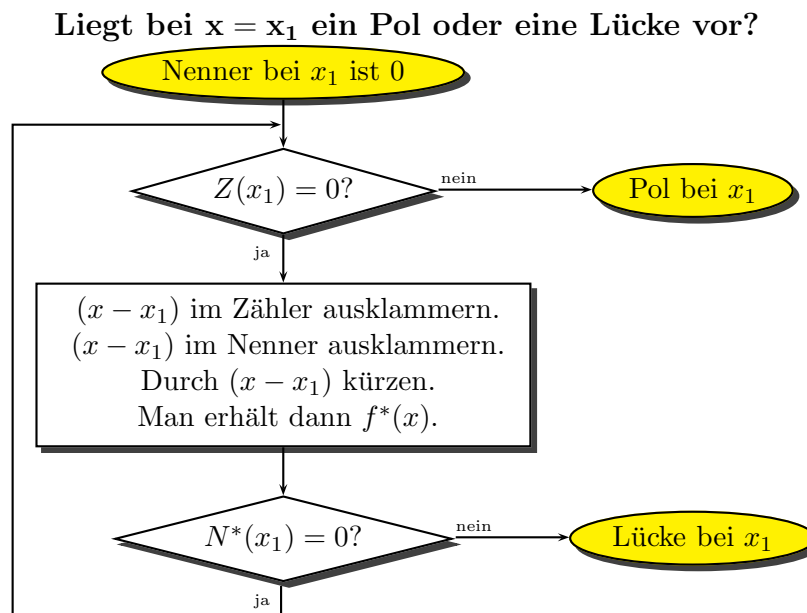 Liegt bei x = x₁ ein Pol oder eine Lücke vor?
Nenner bei x₁ ist 0
Z(x₁) = 0?
nein
Pol bei x₁
ja
(x − x₁) im Zähler ausklammern.
(x − x₁) im Nenner ausklammern.
Durch (x − x₁) kürzen.
Man erhält dann f*(x).
N*(x₁) = 0?
nein
Lücke bei x₁
ja